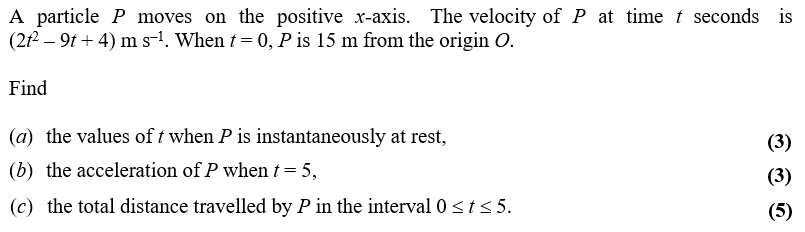 A particle P moves on the positive x-axis. The velocity of P at time t seconds is
(2t² – 9t + 4) m s⁻¹. When t = 0, P is 15 m from the origin O.
Find
(a) the values of t when P is instantaneously at rest,
(3)
(b) the acceleration of P when t = 5,
(3)
(c) the total distance travelled by P in the interval 0 ≤ t ≤ 5.
(5)